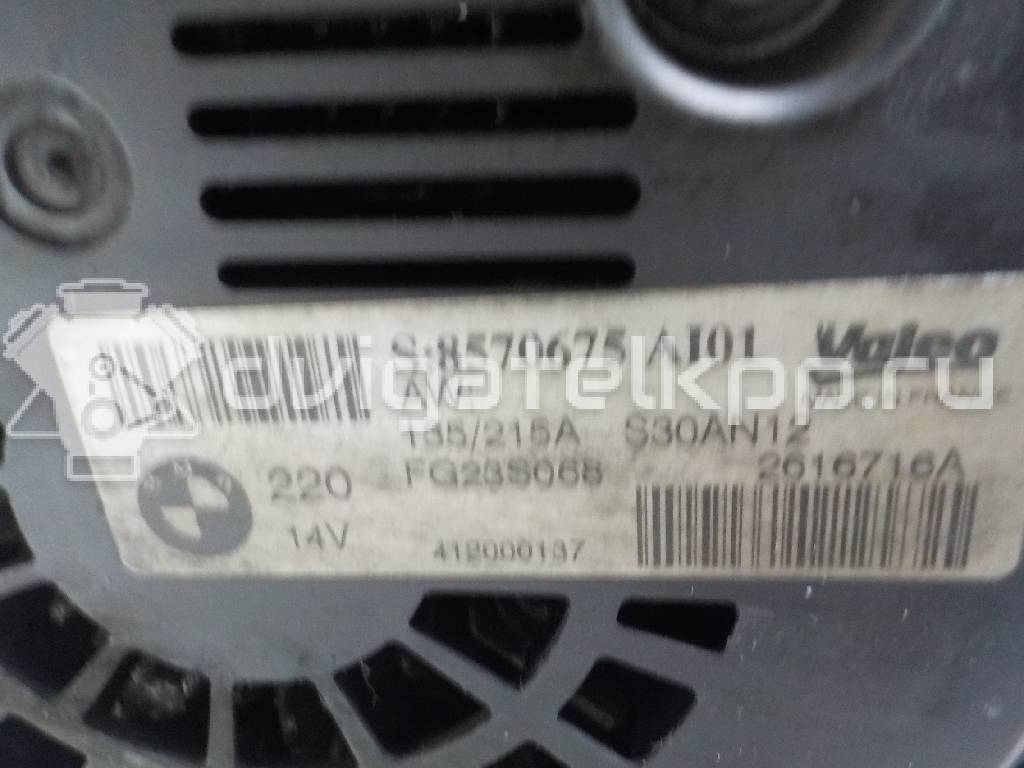 S:8570675 AI01
Valeo
135/215A S30AN12
220 FG23S068
2616716A
14V
412000137
dvigatelkpp.ru